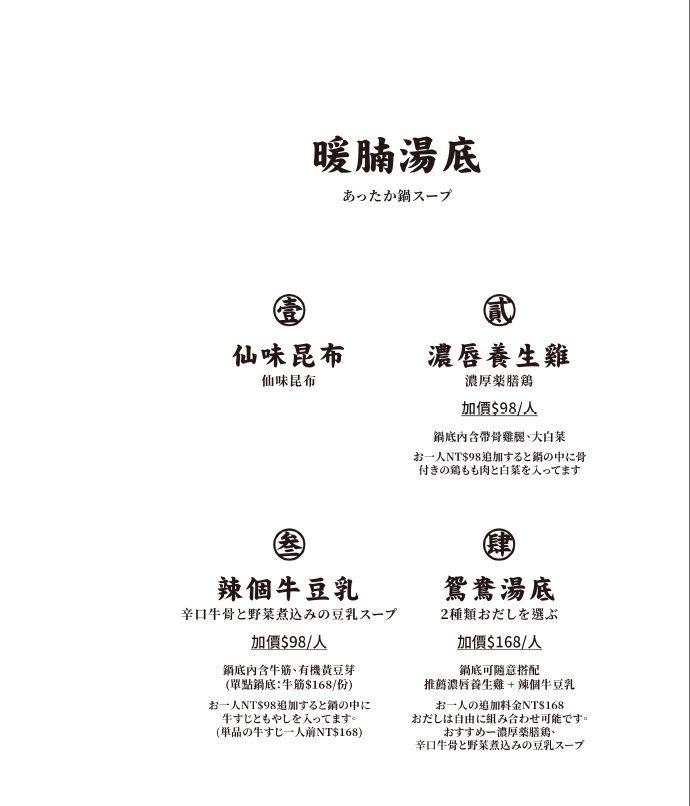 暖腩湯底
あったか鍋スープ
壹
仙味昆布
仙味昆布
貳
濃唇養生雞
濃厚薬膳鶏
加價$98/人
鍋底內含帶骨雞腿、大白菜
お一人NT$98追加すると鍋の中に骨
付きの鶏もも肉と白菜を入ってます
叁
辣個牛豆乳
辛口牛骨と野菜煮込みの豆乳スープ
加價$98/人
鍋底內含牛筋、有機黃豆芽
(單點鍋底:牛筋$168/份)
お一人NT$98追加すると鍋の中に
牛すじともやしを入ってます。
(単品の牛すじ一人前NT$168)
肆
鴛鴦湯底
2種類おだしを選ぶ
加價$168/人
鍋底可隨意搭配
推薦濃唇養生雞 + 辣個牛豆乳
お一人の追加料金NT$168
おだしは自由に組み合わせ可能です。
おすすめー濃厚薬膳鶏、
辛口牛骨と野菜煮込みの豆乳スープ